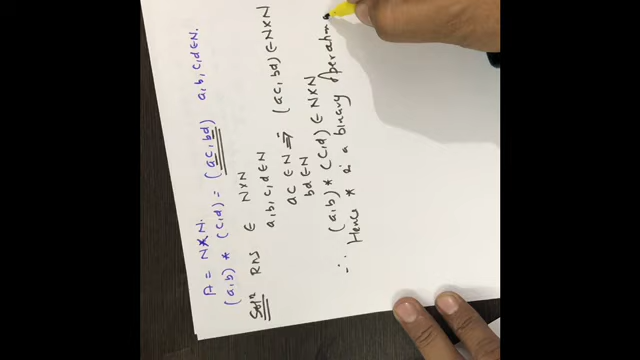 A = N×N.
(a,b) * (c,d) = (ac, bd) a,b,c,d∈N.
Solⁿ RHS ∈ N×N
a,b,c,d∈N
ac ∈ N ⇒ (ac, bd) ∈ N×N
bd ∈ N
∴ (a,b) * (c,d) ∈ N×N
Hence * is a binary operation